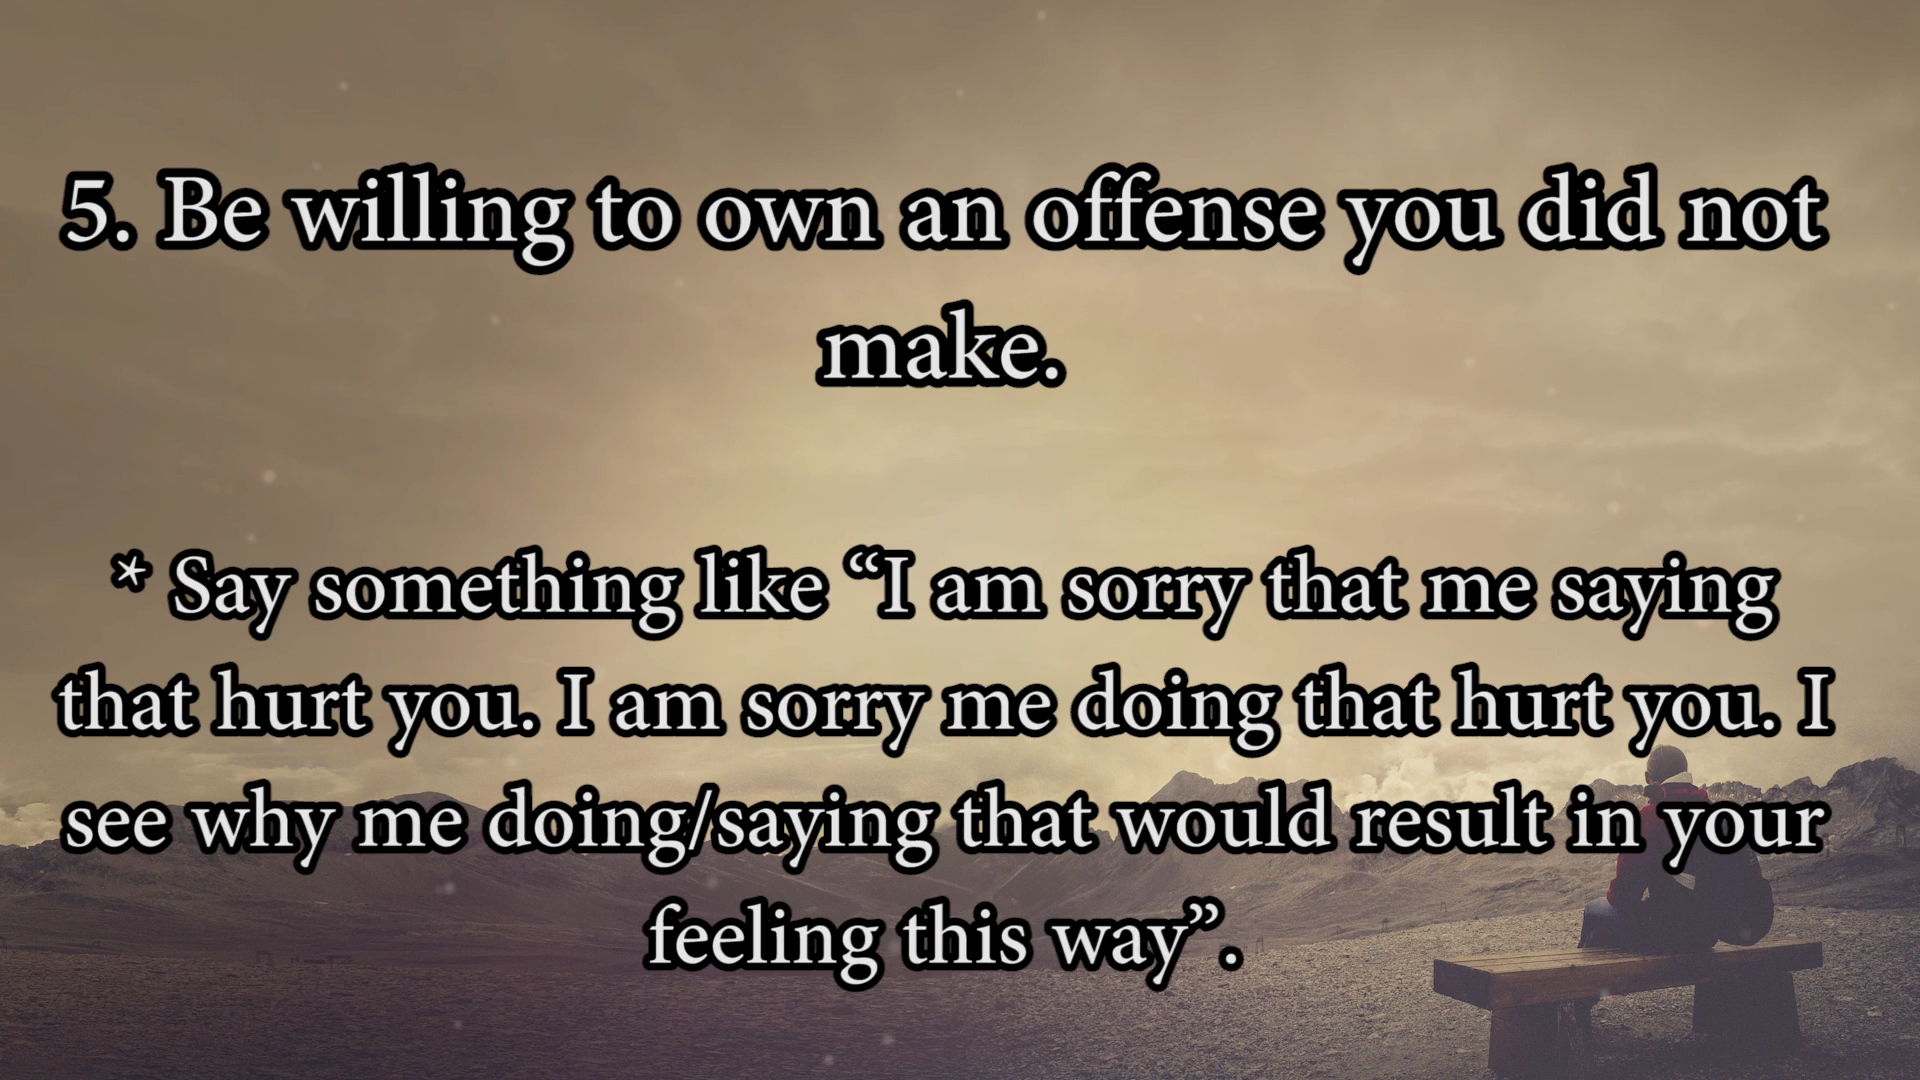 5. Be willing to own an offense you did not
make.
* Say something like “I am sorry that me saying
that hurt you. I am sorry me doing that hurt you. I
see why me doing/saying that would result in your
feeling this way”.